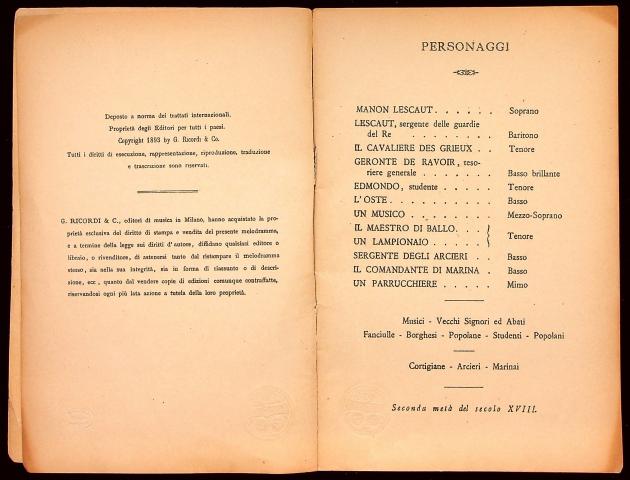 Deposto a norma dei trattati internazionali.
Proprietà degli Editori per tutti i paesi.
Copyright 1893 by G. Ricordi & Co.
Tutti i diritti di esecuzione, rappresentazione, riproduzione, traduzione
e trascrizione sono riservati.
G. RICORDI & C., editori di musica in Milano, hanno acquistato la pro-
prietà esclusiva del diritto di stampa e vendita del presente melodramma,
e a termine della legge sui diritti d'autore, diffidano qualsiasi editore o
libraio, o rivenditore, di astenersi tanto dal ristampare il melodramma
stesso, sia nella sua integrità, sia in forma di riassunto o di descri-
zione, ecc., quanto dal vendere copie di edizioni comunque contraffatte,
riservandosi ogni più lata azione a tutela della loro proprietà.
PERSONAGGI
MANON LESCAUT . . . . . . Soprano
LESCAUT, sergente delle guardie
del Re . . . . . . . . . Baritono
IL CAVALIERE DES GRIEUX . . Tenore
GERONTE DE RAVOIR, teso-
riere generale . . . . . . . Basso brillante
EDMONDO, studente . . . . . Tenore
L'OSTE . . . . . . . . . . Basso
UN MUSICO . . . . . . . . Mezzo-Soprano
IL MAESTRO DI BALLO . . .
UN LAMPIONAIO . . . . . Tenore
SERGENTE DEGLI ARCIERI . . Basso
IL COMANDANTE DI MARINA . Basso
UN PARRUCCHIERE . . . . . Mimo
Musici - Vecchi Signori ed Abati
Fanciulle - Borghesi - Popolane - Studenti - Popolani
Cortigiane - Arcieri - Marinai
Seconda metà del secolo XVIII.